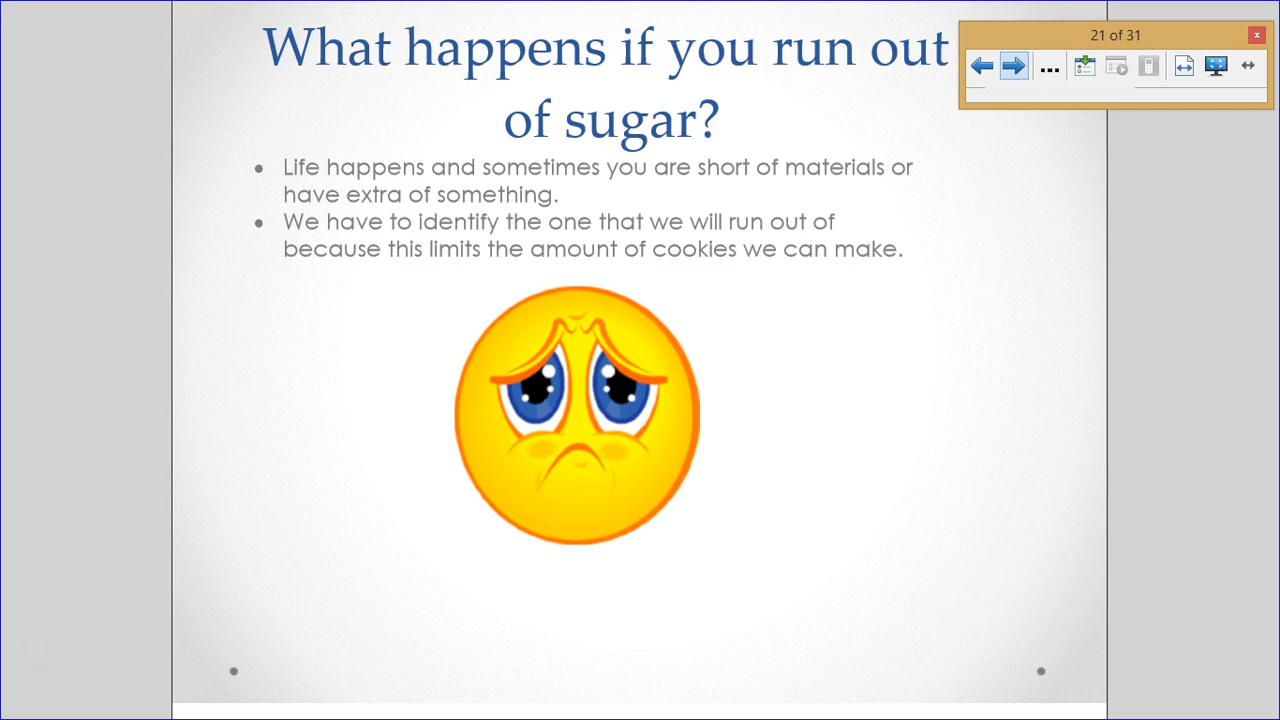 What happens if you run out
of sugar?
21 of 31
• Life happens and sometimes you are short of materials or
have extra of something.
• We have to identify the one that we will run out of
because this limits the amount of cookies we can make.